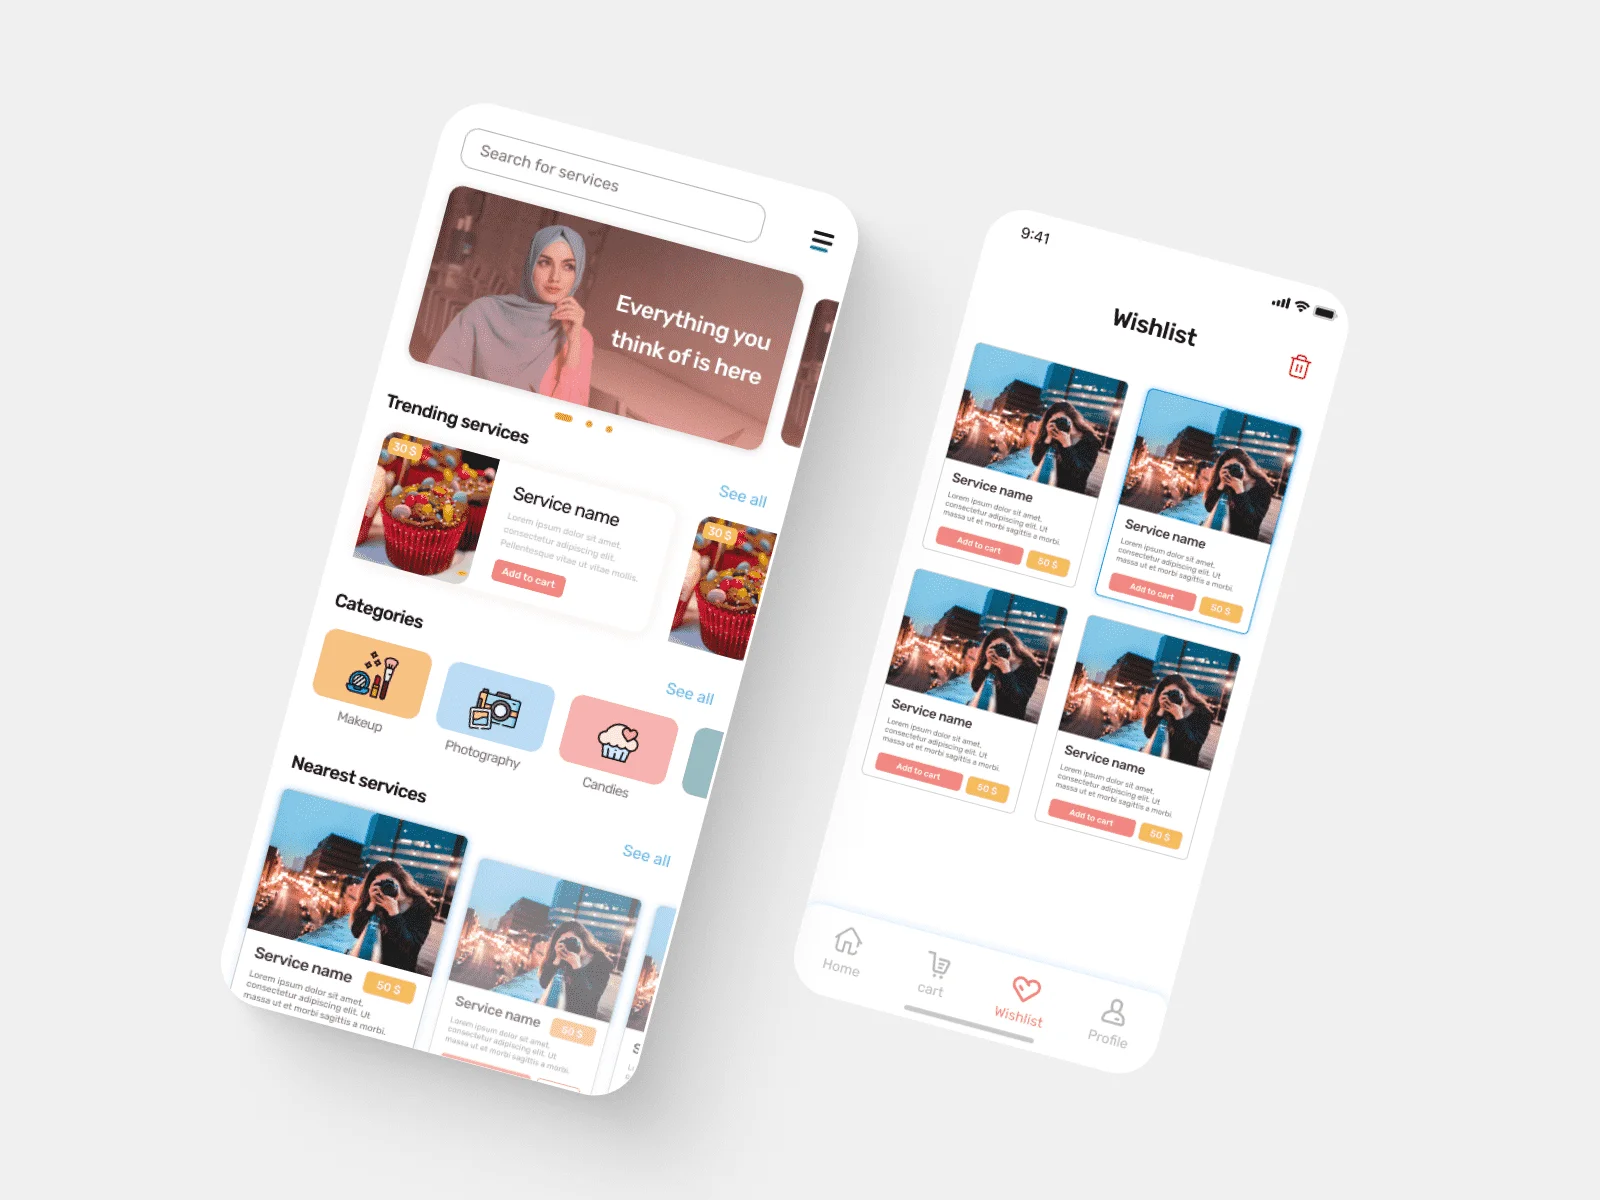 Search for services
Everything you
think of is here
Trending services
See all
30 $
Service name
Lorem ipsum dolor sit amet,
consectetur adipiscing elit.
Pellentesque vitae ut vitae mollis.
Add to cart
30 $
Categories
See all
Makeup
Photography
Candies
Nearest services
See all
Service name
50 $
Lorem ipsum dolor sit amet,
consectetur adipiscing elit. Ut
massa ut et morbi sagittis a morbi.
Service name
50 $
Lorem ipsum dolor sit amet,
consectetur adipiscing elit. Ut
massa ut et morbi sagittis a morbi.
9:41
Wishlist
Service name
Lorem ipsum dolor sit amet,
consectetur adipiscing elit. Ut
massa ut et morbi sagittis a morbi.
Add to cart
50 $
Service name
Lorem ipsum dolor sit amet,
consectetur adipiscing elit. Ut
massa ut et morbi sagittis a morbi.
Add to cart
50 $
Service name
Lorem ipsum dolor sit amet,
consectetur adipiscing elit. Ut
massa ut et morbi sagittis a morbi.
Add to cart
50 $
Service name
Lorem ipsum dolor sit amet,
consectetur adipiscing elit. Ut
massa ut et morbi sagittis a morbi.
Add to cart
50 $
Home
cart
Wishlist
Profile